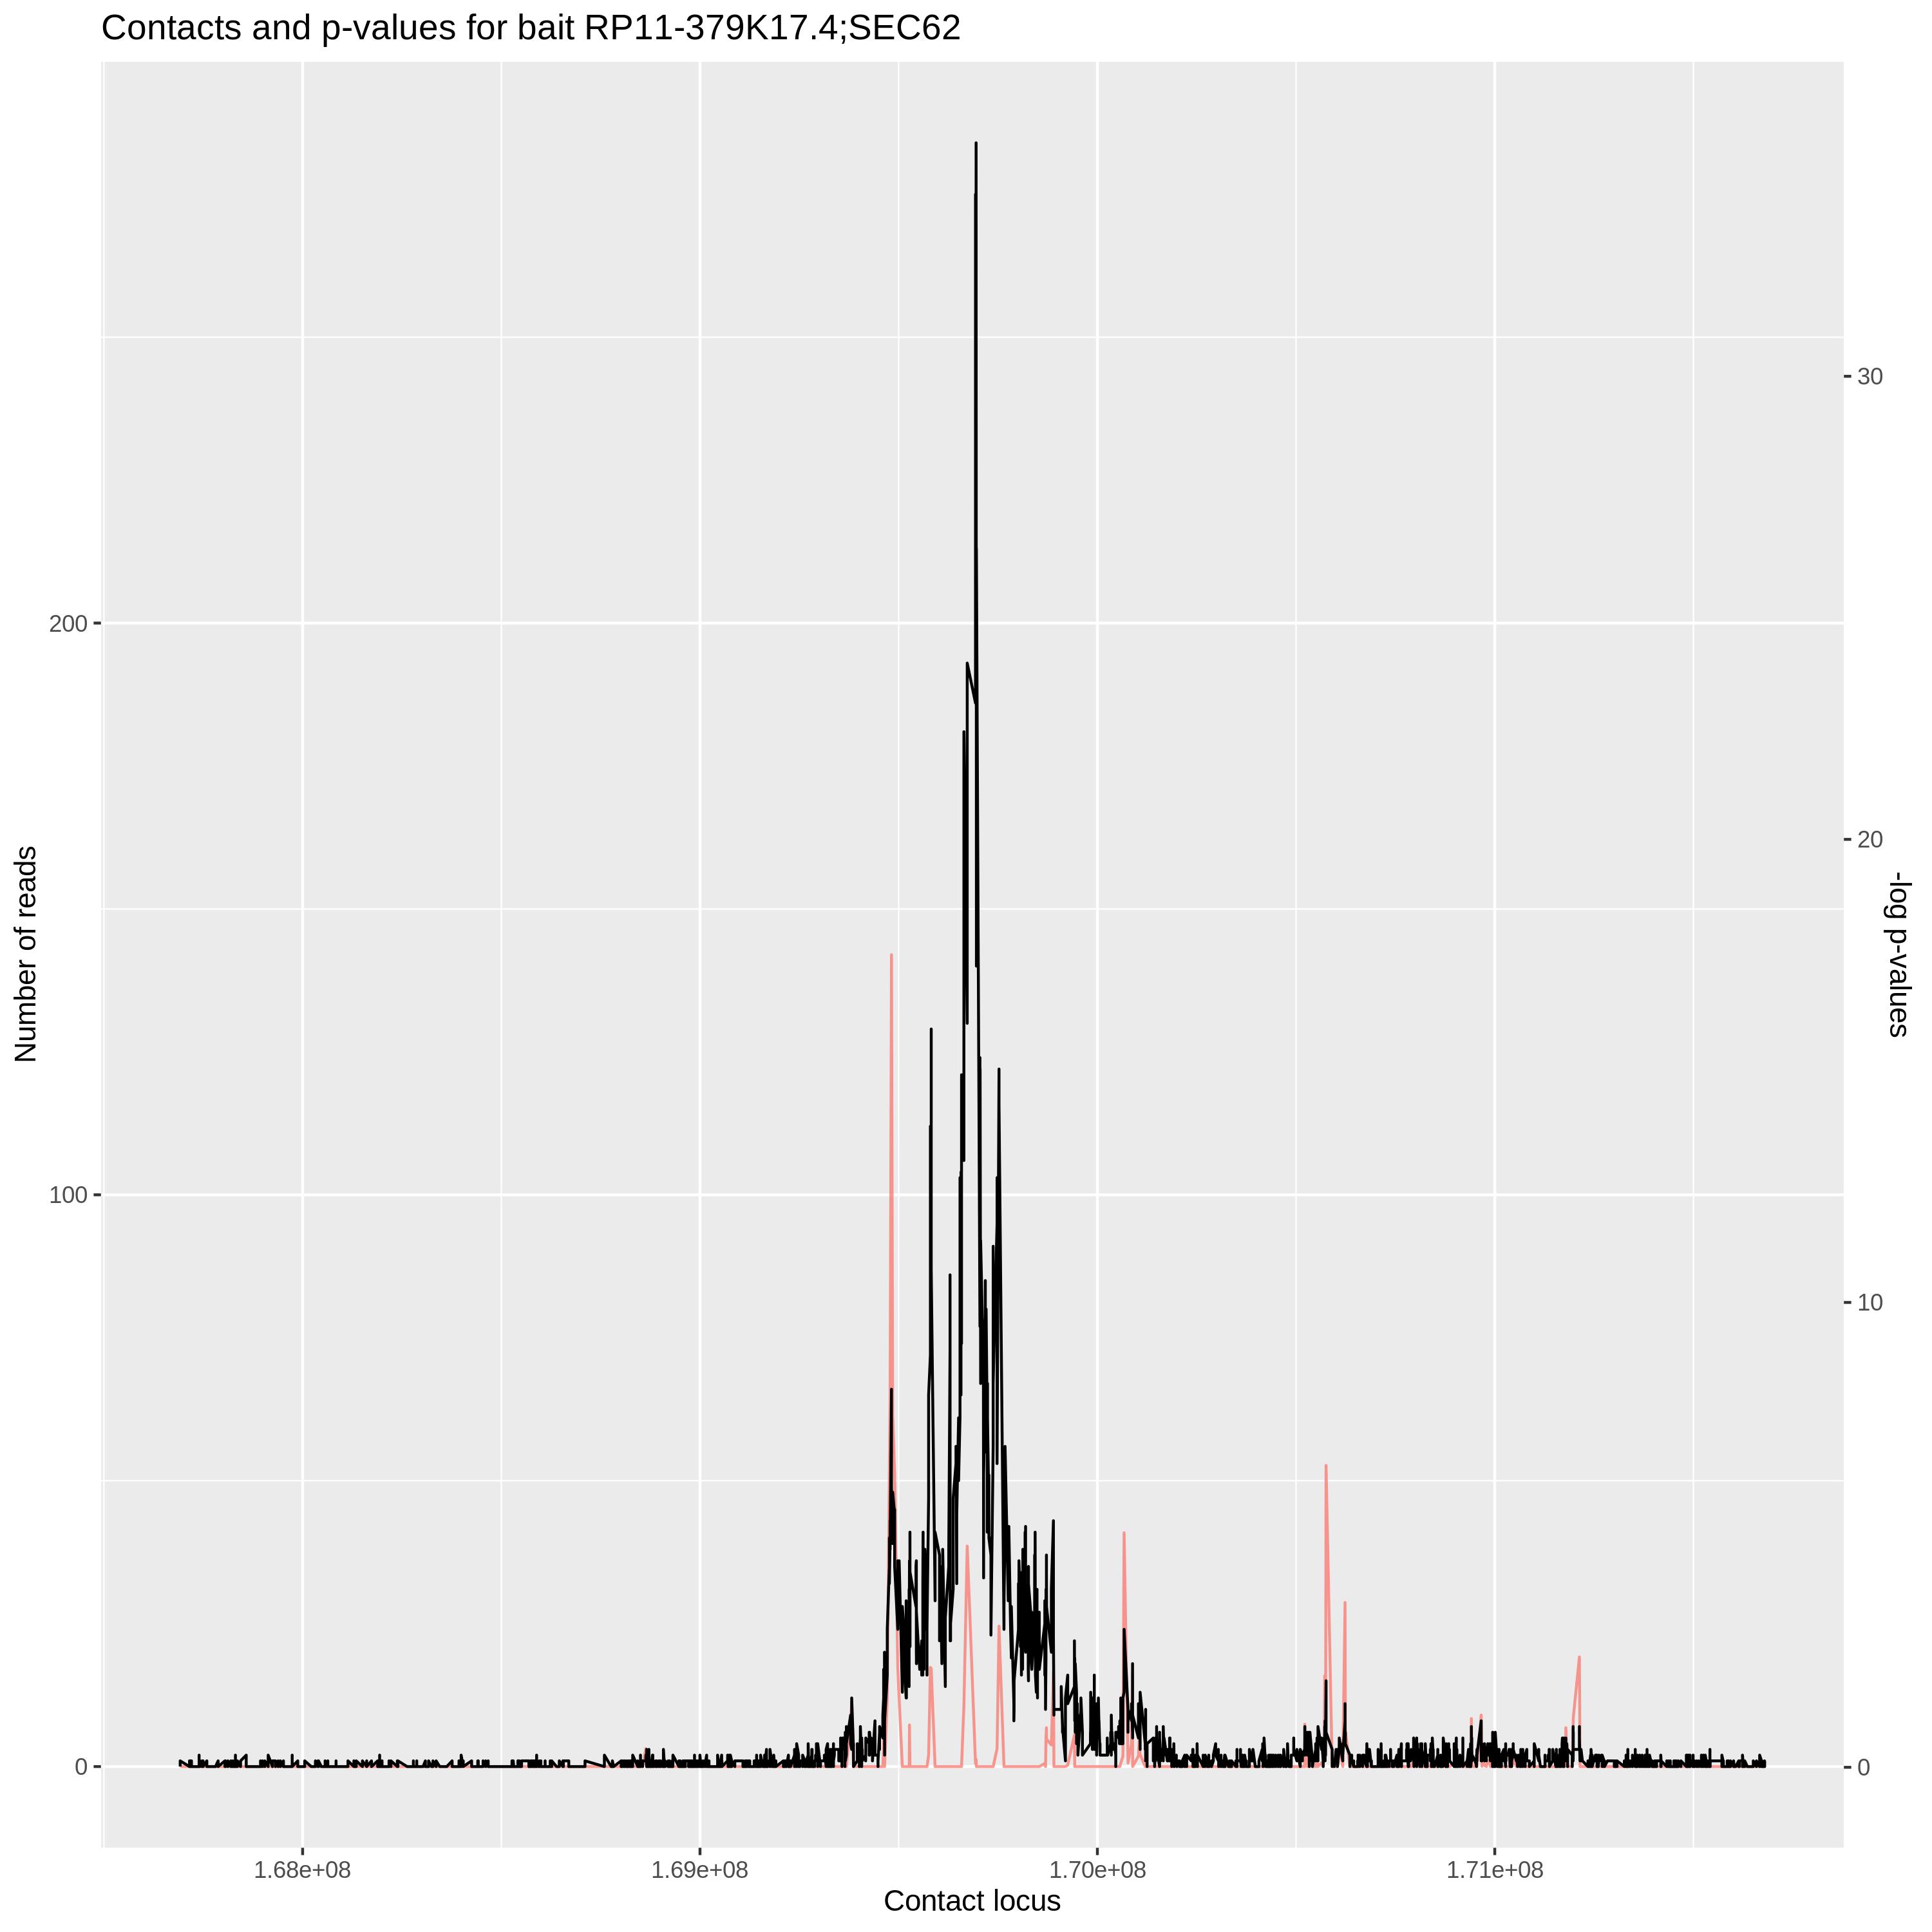 Contacts and p-values for bait RP11-379K17.4;SEC62
Number of reads
200
100
0
30
20
10
0
-log p-values
1.68e+08
1.69e+08
1.70e+08
1.71e+08
Contact locus